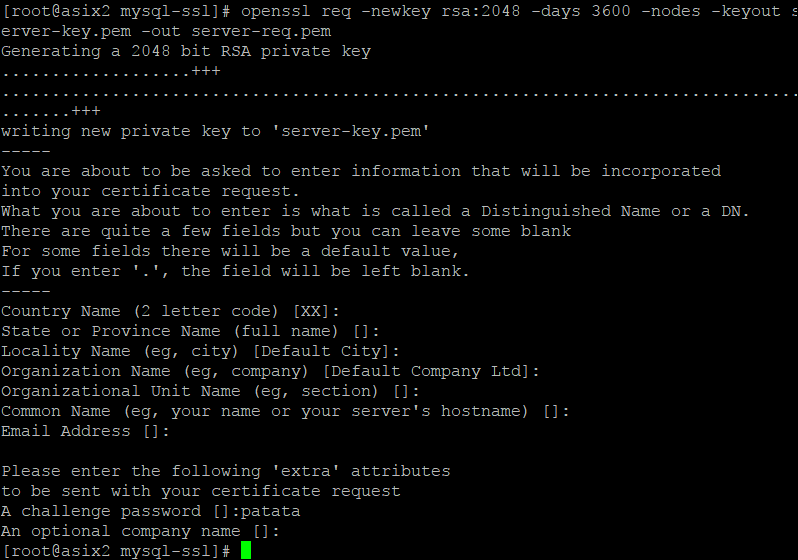 [root@asix2 mysql-ssl]# openssl req -newkey rsa:2048 -days 3600 -nodes -keyout s
erver-key.pem -out server-req.pem
Generating a 2048 bit RSA private key
...................+++
................................................................................
.......+++
writing new private key to 'server-key.pem'
-----
You are about to be asked to enter information that will be incorporated
into your certificate request.
What you are about to enter is what is called a Distinguished Name or a DN.
There are quite a few fields but you can leave some blank
For some fields there will be a default value,
If you enter '.', the field will be left blank.
-----
Country Name (2 letter code) [XX]:
State or Province Name (full name) []:
Locality Name (eg, city) [Default City]:
Organization Name (eg, company) [Default Company Ltd]:
Organizational Unit Name (eg, section) []:
Common Name (eg, your name or your server's hostname) []:
Email Address []:
Please enter the following 'extra' attributes
to be sent with your certificate request
A challenge password []:patata
An optional company name []:
[root@asix2 mysql-ssl]#